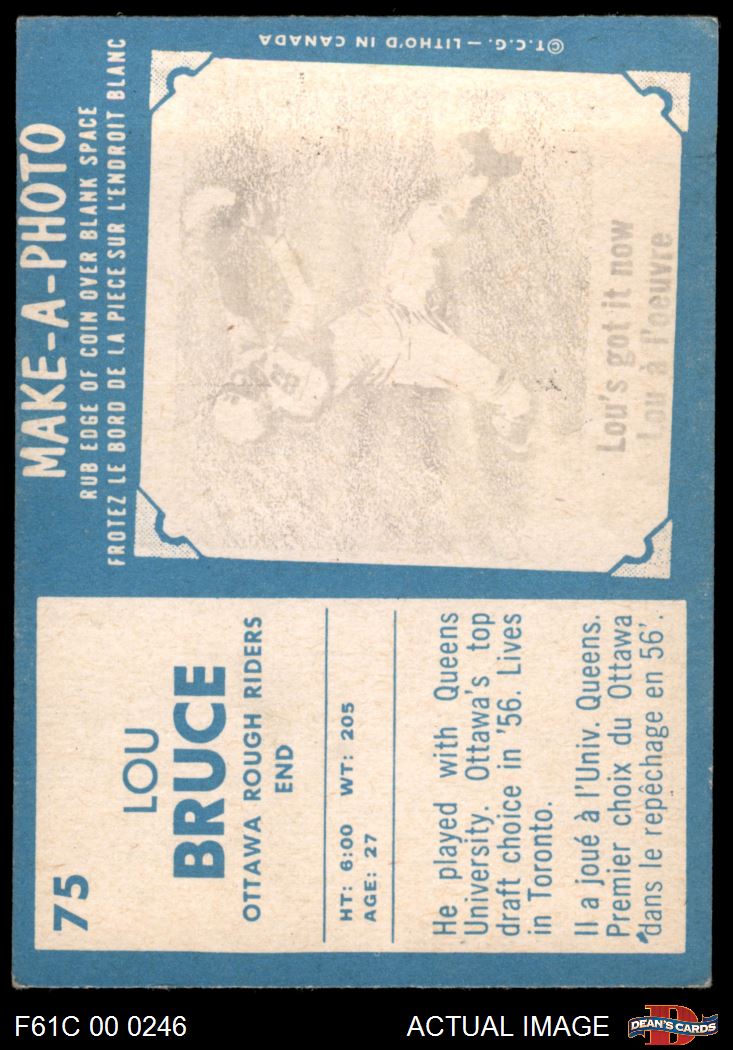 75
LOU
BRUCE
OTTAWA ROUGH RIDERS
END
HT: 6:00 WT: 205
AGE: 27
He played with Queens
University. Ottawa's top
draft choice in '56. Lives
in Toronto.
Il a joué à l'Univ. Queens.
Premier choix du Ottawa
dans le repêchage en 56'.
MAKE-A-PHOTO
RUB EDGE OF COIN OVER BLANK SPACE
FROTEZ LE BORD DE LA PIECE SUR L'ENDROIT BLANC
Lou's got it now
Lou à l'oeuvre
©T.C.G. — LITHO'D IN CANADA
F61C 00 0246
ACTUAL IMAGE
DEAN'S CARDS